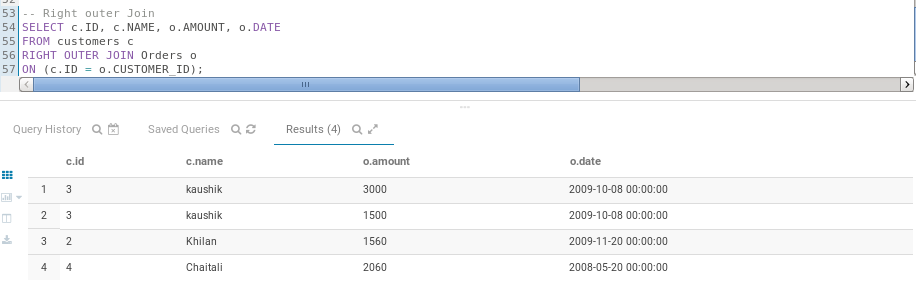 53 -- Right outer Join
54 SELECT c.ID, c.NAME, o.AMOUNT, o.DATE
55 FROM customers c
56 RIGHT OUTER JOIN Orders o
57 ON (c.ID = o.CUSTOMER_ID);
Query History Saved Queries Results (4)
c.id c.name o.amount o.date
1 3 kaushik 3000 2009-10-08 00:00:00
2 3 kaushik 1500 2009-10-08 00:00:00
3 2 Khilan 1560 2009-11-20 00:00:00
4 4 Chaitali 2060 2008-05-20 00:00:00